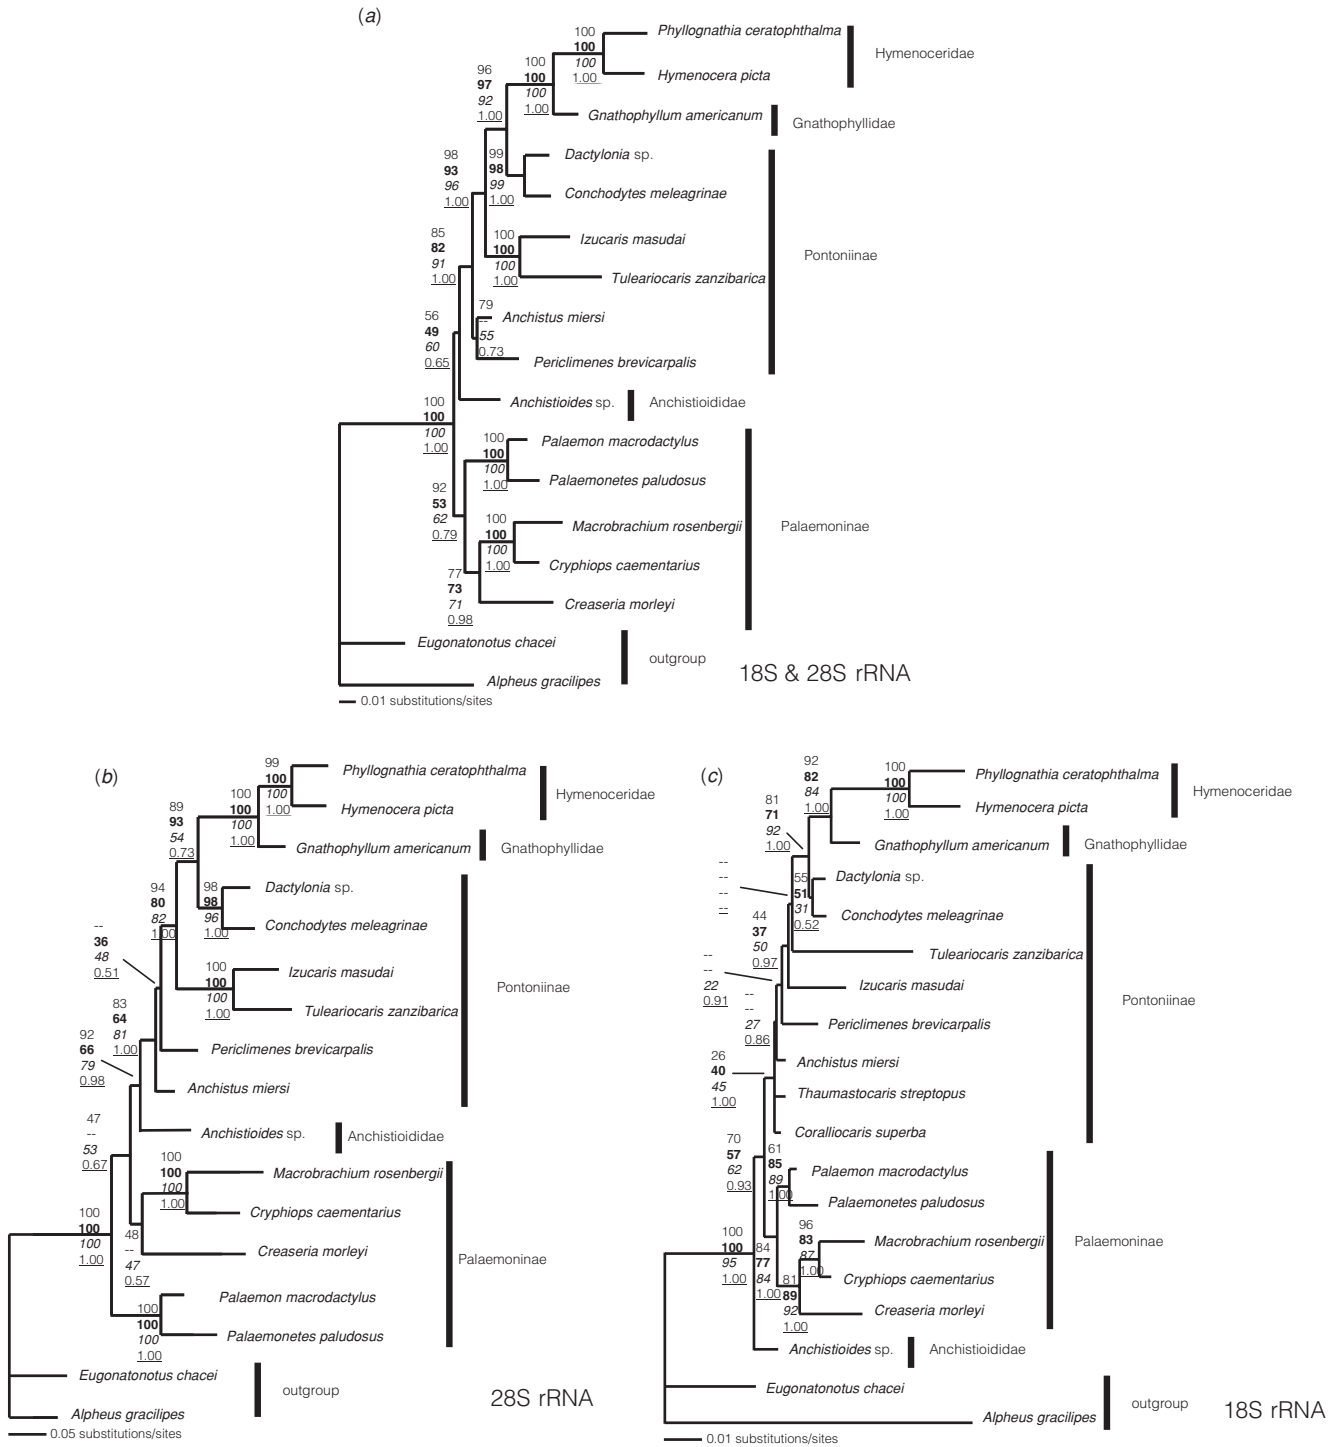 (a)
100
100
100
1.00
Phyllognathia ceratophthalma
Hymenocera picta
Hymenoceridae
100
100
100
1.00
Gnathophyllum americanum
Gnathophyllidae
96
97
92
1.00
99
98
99
1.00
Dactylonia sp.
Conchodytes meleagrinae
98
93
96
1.00
100
100
100
1.00
Izucaris masudai
Tuleariocaris zanzibarica
Pontoniinae
85
82
91
1.00
79
--
55
0.73
Anchistus miersi
Periclimenes brevicarpalis
56
49
60
0.65
Anchistioides sp.
Anchistioididae
100
100
100
1.00
100
100
100
1.00
Palaemon macrodactylus
Palaemonetes paludosus
92
53
62
0.79
100
100
100
1.00
Macrobrachium rosenbergii
Cryphiops caementarius
Palaemoninae
77
73
71
0.98
Creaseria morleyi
Eugonatonotus chacei
Alpheus gracilipes
outgroup
18S & 28S rRNA
0.01 substitutions/sites
(b)
99
100
100
1.00
Phyllognathia ceratophthalma
Hymenocera picta
Hymenoceridae
100
100
100
1.00
Gnathophyllum americanum
Gnathophyllidae
89
93
54
0.73
98
98
96
1.00
Dactylonia sp.
Conchodytes meleagrinae
94
80
82
1.00
100
100
100
1.00
Izucaris masudai
Tuleariocaris zanzibarica
Pontoniinae
--
36
48
0.51
Periclimenes brevicarpalis
83
64
81
1.00
Anchistus miersi
92
66
79
0.98
Anchistioides sp.
Anchistioididae
47
--
53
0.67
100
100
100
1.00
Macrobrachium rosenbergii
Cryphiops caementarius
48
--
47
0.57
Creaseria morleyi
Palaemoninae
100
100
100
1.00
100
100
100
1.00
Palaemon macrodactylus
Palaemonetes paludosus
Eugonatonotus chacei
Alpheus gracilipes
outgroup
28S rRNA
0.05 substitutions/sites
(c)
100
100
100
1.00
Phyllognathia ceratophthalma
Hymenocera picta
Hymenoceridae
92
82
84
1.00
Gnathophyllum americanum
Gnathophyllidae
81
71
92
1.00
55
51
31
0.52
Dactylonia sp.
Conchodytes meleagrinae
--
--
--
--
Tuleariocaris zanzibarica
44
37
50
0.97
Izucaris masudai
Pontoniinae
--
--
22
0.91
Periclimenes brevicarpalis
--
--
27
0.86
Anchistus miersi
26
40
45
1.00
Thaumastocaris streptopus
Coralliocaris superba
70
57
62
0.93
61
85
89
1.00
Palaemon macrodactylus
Palaemonetes paludosus
84
77
84
1.00
96
83
87
1.00
Macrobrachium rosenbergii
Cryphiops caementarius
Palaemoninae
81
89
92
1.00
Creaseria morleyi
100
100
95
1.00
Anchistioides sp.
Anchistioididae
Eugonatonotus chacei
Alpheus gracilipes
outgroup
18S rRNA
0.01 substitutions/sites